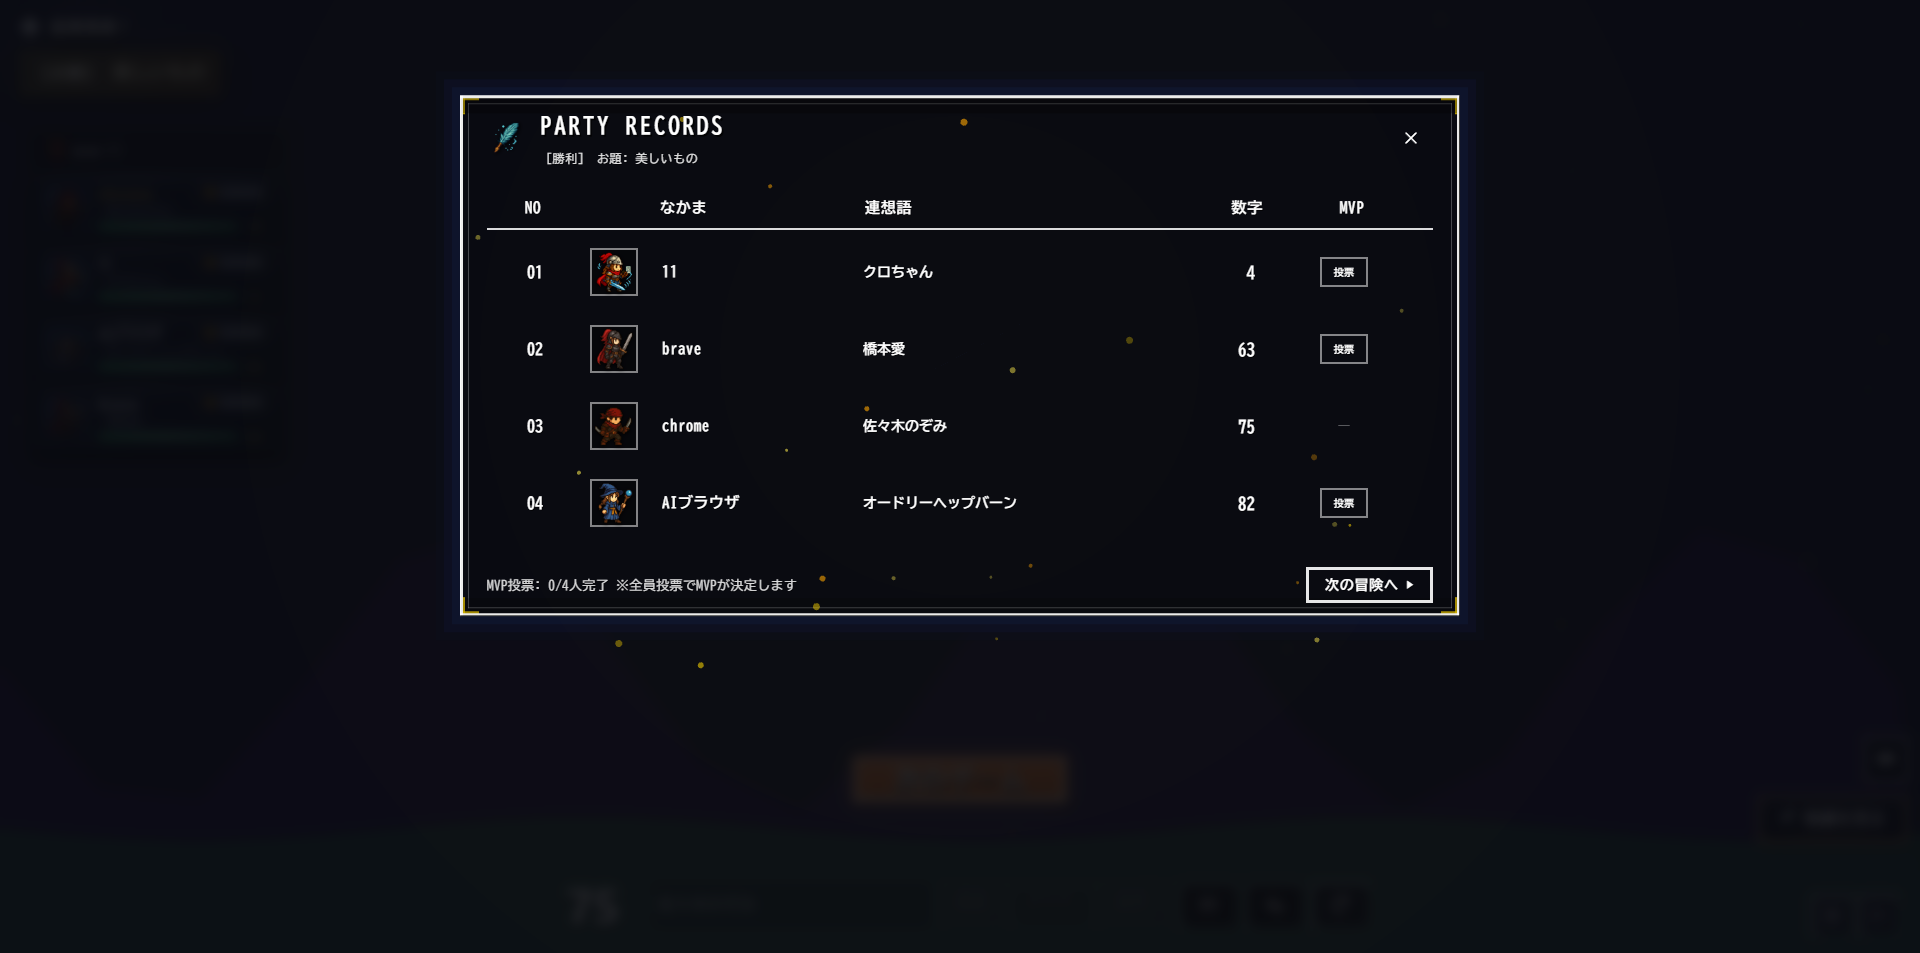 PARTY RECORDS
[勝利] お題: 美しいもの
NO なかま 連想語 数字 MVP
01 11 クロちゃん 4 投票
02 brave 橋本愛 63 投票
03 chrome 佐々木のぞみ 75 —
04 AIブラウザ オードリーヘップバーン 82 投票
MVP投票: 0/4人完了 ※全員投票でMVPが決定します
次の冒険へ ▶
75